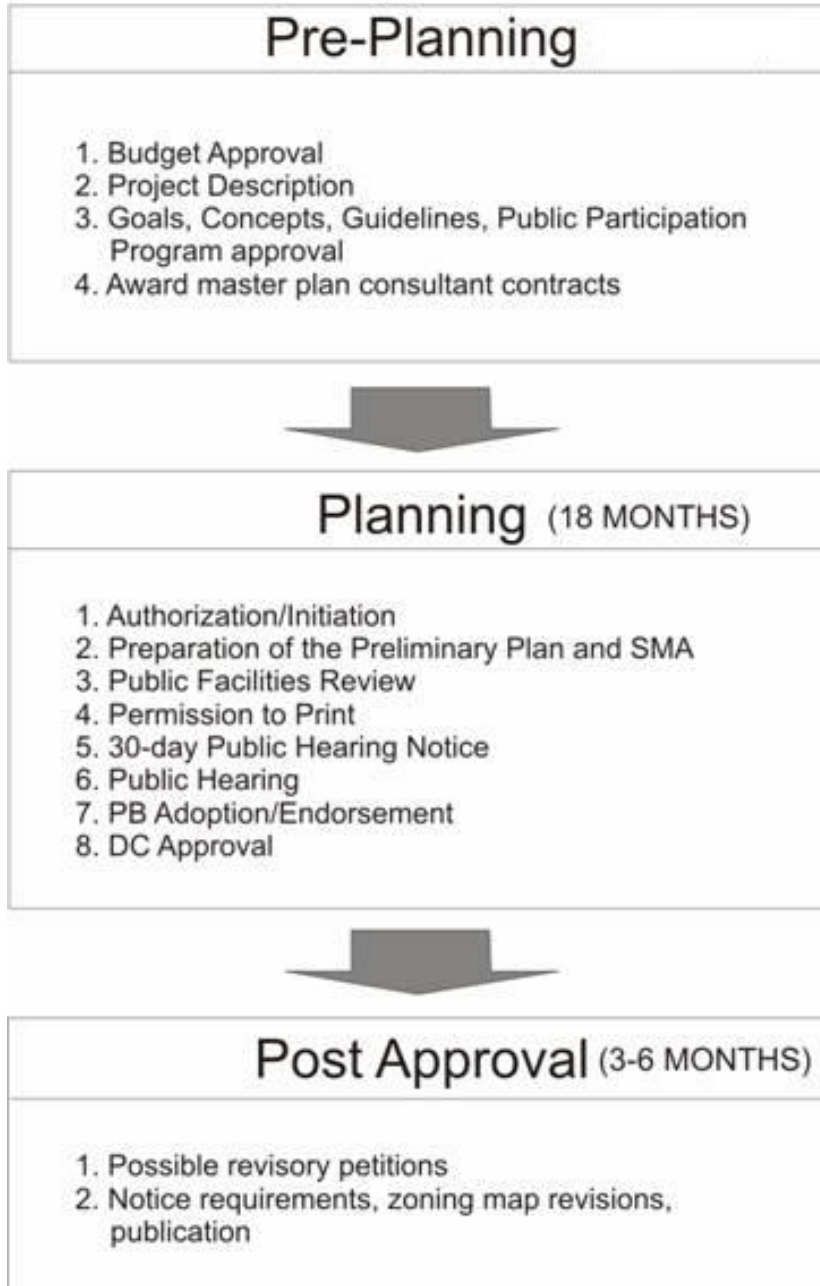 Pre-Planning
1. Budget Approval
2. Project Description
3. Goals, Concepts, Guidelines, Public Participation
Program approval
4. Award master plan consultant contracts
Planning (18 MONTHS)
1. Authorization/Initiation
2. Preparation of the Preliminary Plan and SMA
3. Public Facilities Review
4. Permission to Print
5. 30-day Public Hearing Notice
6. Public Hearing
7. PB Adoption/Endorsement
8. DC Approval
Post Approval (3-6 MONTHS)
1. Possible revisory petitions
2. Notice requirements, zoning map revisions,
publication